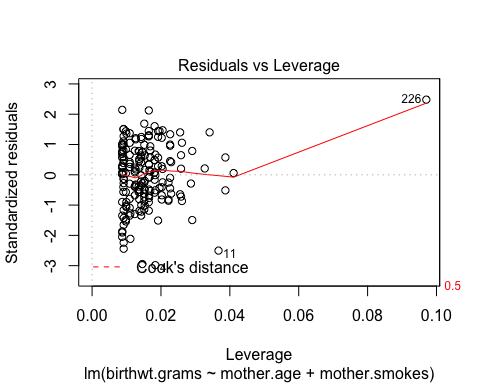 Residuals vs Leverage
Standardized residuals
3
2
1
0
-1
-2
-3
226
11
4
Cook's distance
0.5
0.00 0.02 0.04 0.06 0.08 0.10
Leverage
lm(birthwt.grams ~ mother.age + mother.smokes)